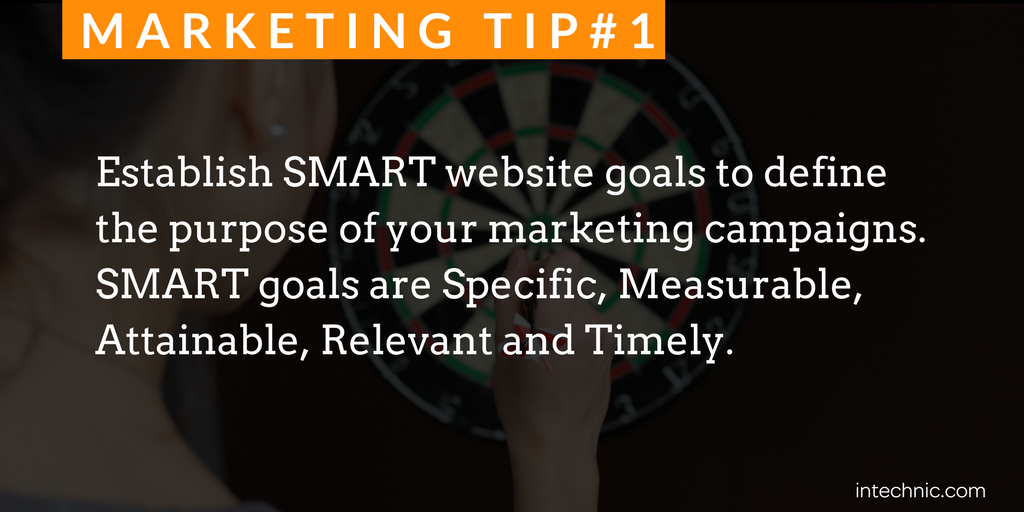 MARKETING TIP#1
Establish SMART website goals to define
the purpose of your marketing campaigns.
SMART goals are Specific, Measurable,
Attainable, Relevant and Timely.
intechnic.com